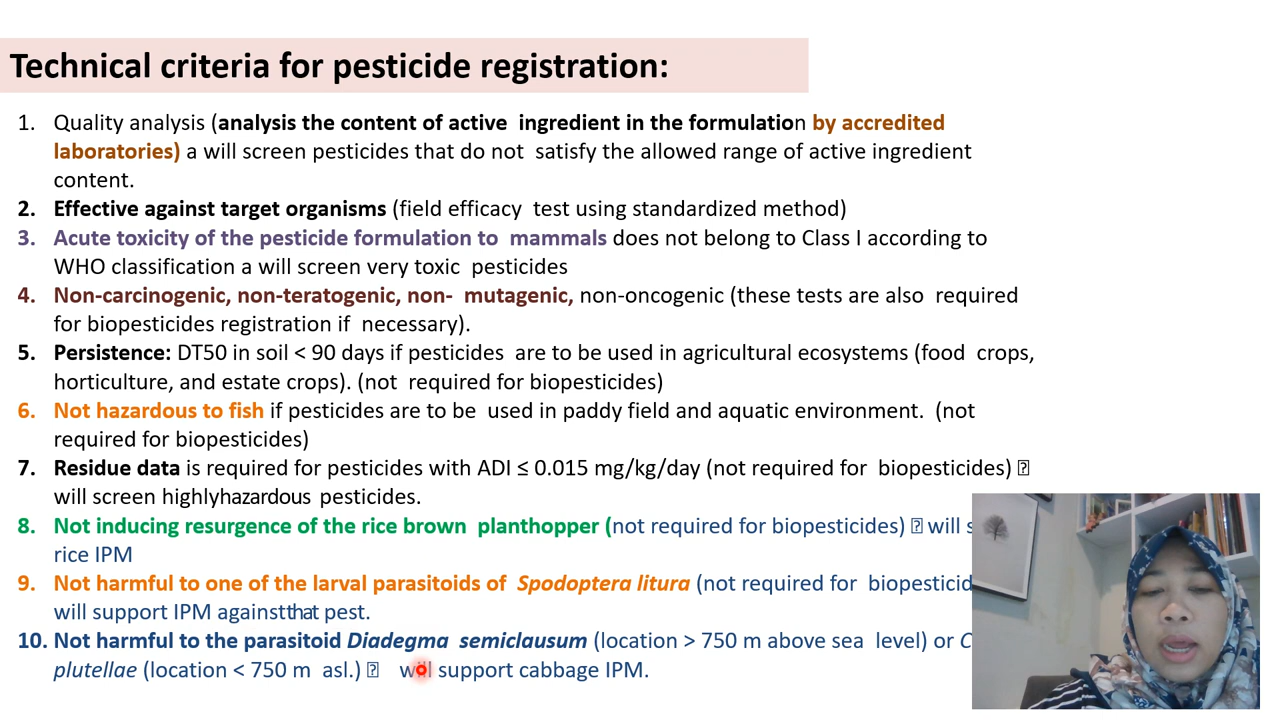 Technical criteria for pesticide registration:
1. Quality analysis (analysis the content of active ingredient in the formulation by accredited
laboratories) a will screen pesticides that do not satisfy the allowed range of active ingredient
content.
2. Effective against target organisms (field efficacy test using standardized method)
3. Acute toxicity of the pesticide formulation to mammals does not belong to Class I according to
WHO classification a will screen very toxic pesticides
4. Non-carcinogenic, non-teratogenic, non- mutagenic, non-oncogenic (these tests are also required
for biopesticides registration if necessary).
5. Persistence: DT50 in soil < 90 days if pesticides are to be used in agricultural ecosystems (food crops,
horticulture, and estate crops). (not required for biopesticides)
6. Not hazardous to fish if pesticides are to be used in paddy field and aquatic environment. (not
required for biopesticides)
7. Residue data is required for pesticides with ADI ≤ 0.015 mg/kg/day (not required for biopesticides)
will screen highlyhazardous pesticides.
8. Not inducing resurgence of the rice brown planthopper (not required for biopesticides) will
rice IPM
9. Not harmful to one of the larval parasitoids of Spodoptera litura (not required for
will support IPM againstthat pest.
10. Not harmful to the parasitoid Diadegma semiclausum (location > 750 m above sea level) or
plutellae (location < 750 m asl.) will support cabbage IPM.